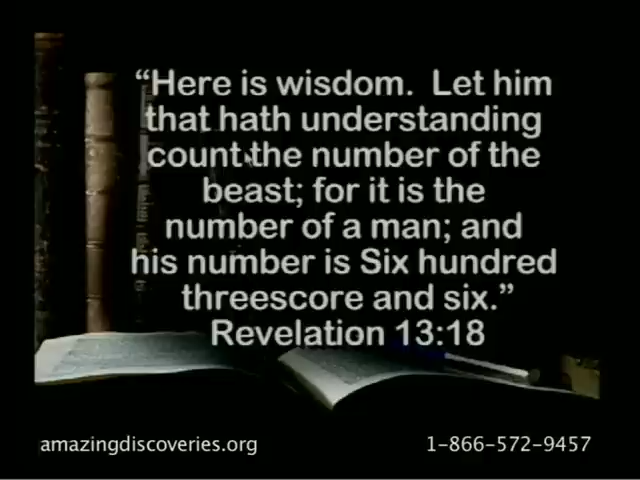 “Here is wisdom.  Let him
that hath understanding
count the number of the
beast; for it is the
number of a man; and
his number is Six hundred
threescore and six.”
Revelation 13:18
amazingdiscoveries.org
1-866-572-9457